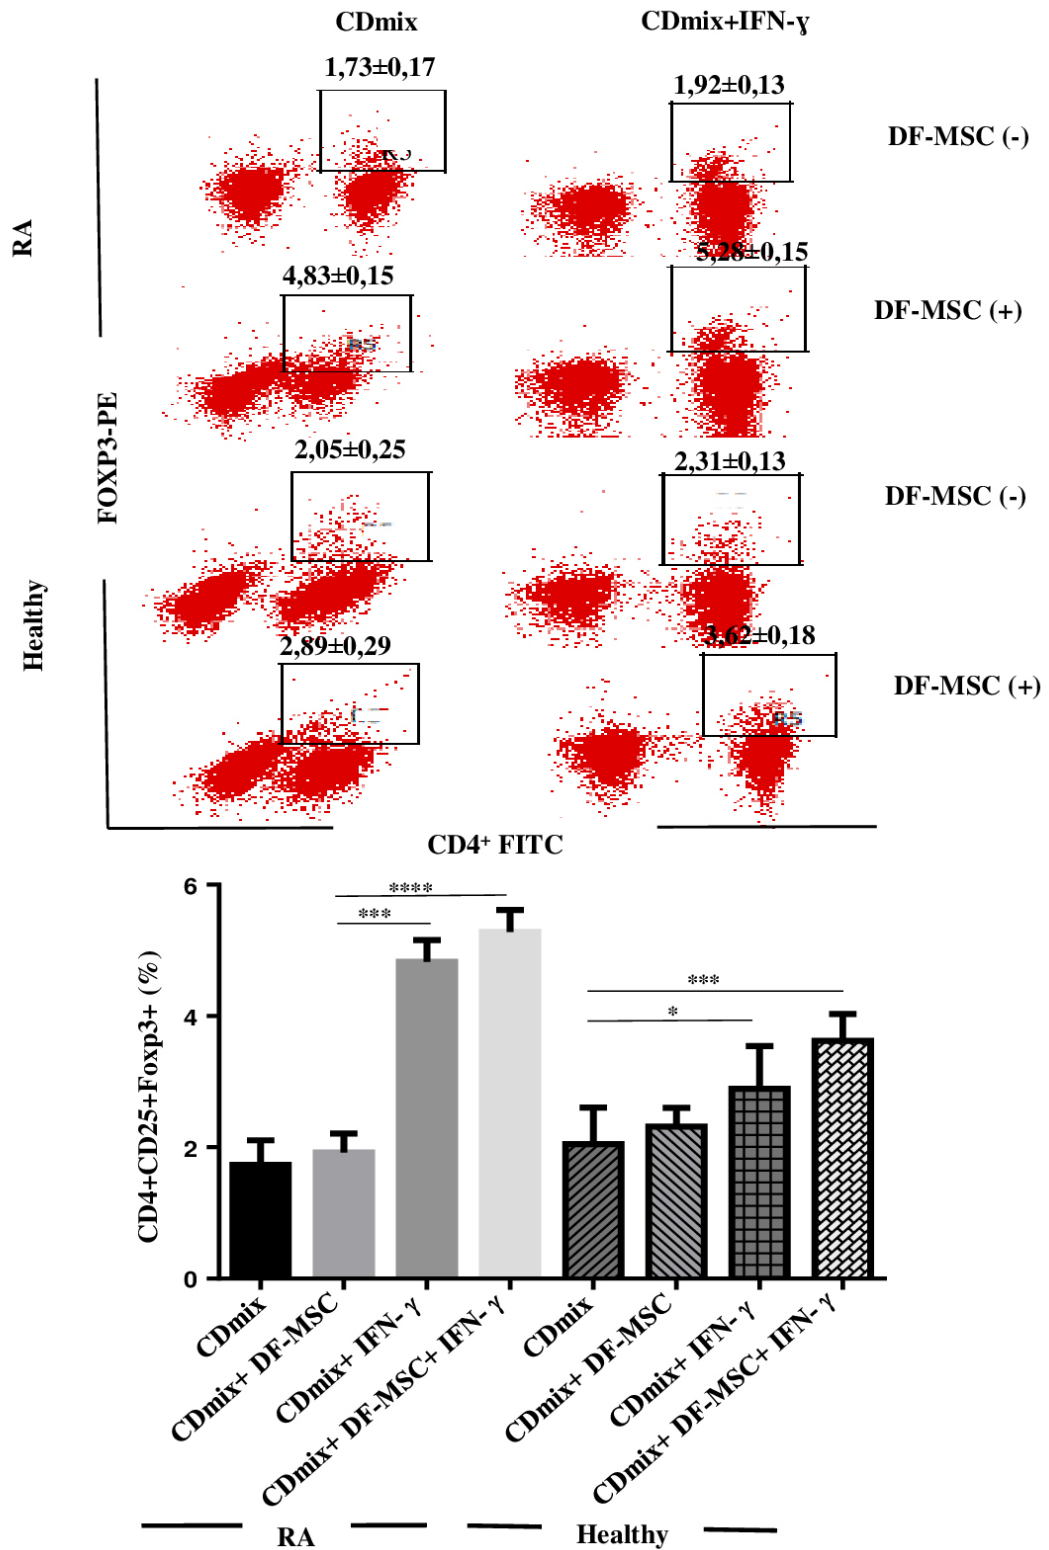 CDmix
CDmix+IFN-ɣ
1,73±0,17
1,92±0,13
DF-MSC (-)
RA
4,83±0,15
5,28±0,15
DF-MSC (+)
R5
FOXP3-PE
2,05±0,25
2,31±0,13
DF-MSC (-)
Healthy
2,89±0,29
3,62±0,18
DF-MSC (+)
R5
CD4⁺ FITC
CD4+CD25+Foxp3+ (%)
6
4
2
0
****
***
***
*
CDmix
CDmix+ DF-MSC
CDmix+ IFN- γ
CDmix+ DF-MSC+ IFN- γ
CDmix
CDmix+ DF-MSC
CDmix+ IFN- γ
CDmix+ DF-MSC+ IFN- γ
RA
Healthy